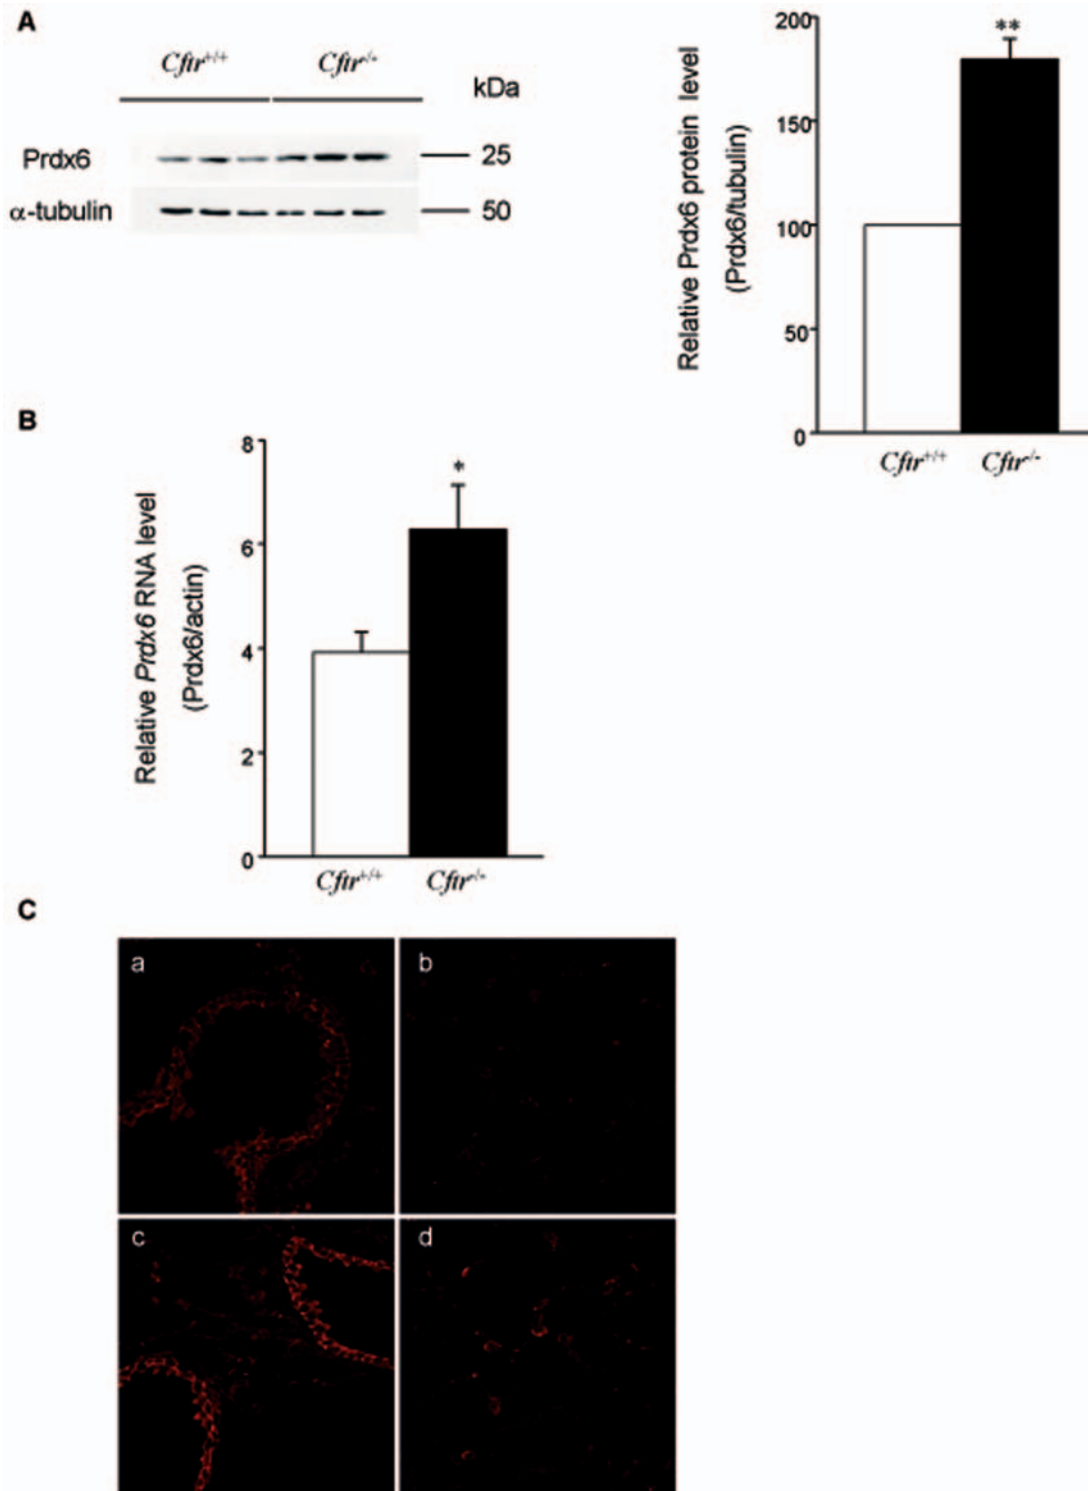 A
Cftr+/+ Cftr-/-
kDa
Prdx6 25
α-tubulin 50
Relative Prdx6 protein level
(Prdx6/tubulin)
200
150
100
50
0
**
Cftr+/+ Cftr-/-
B
Relative Prdx6 RNA level
(Prdx6/actin)
8
6
4
2
0
*
Cftr+/+ Cftr-/-
C
a b
c d